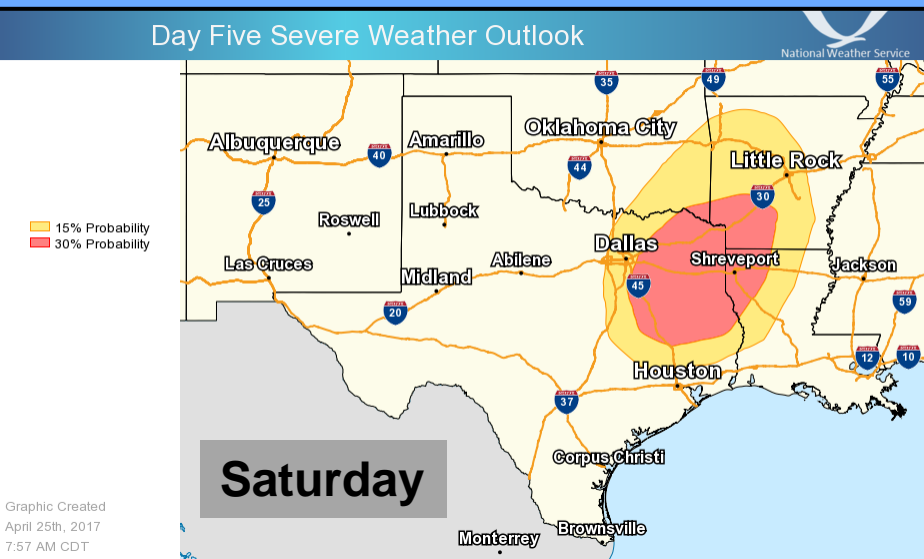 Day Five Severe Weather Outlook
National Weather Service
35
49
55
Albuquerque
40
Amarillo
Oklahoma City
44
Little Rock
30
25
Roswell
Lubbock
15% Probability
30% Probability
Dallas
Las Cruces
Midland
Abilene
Shreveport
Jackson
45
20
59
12
10
Houston
37
Corpus Christi
Saturday
Brownsville
Monterrey
Graphic Created
April 25th, 2017
7:57 AM CDT